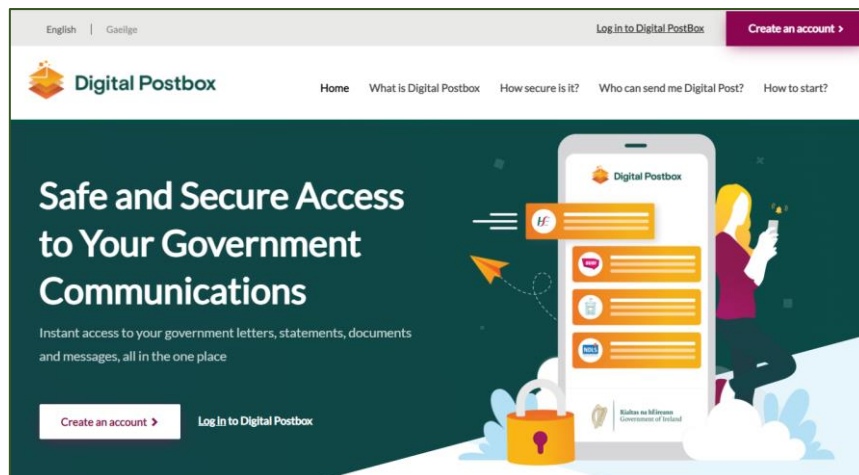 English | Gaeilge
Log in to Digital PostBox
Create an account >
Digital Postbox
Home
What is Digital Postbox
How secure is it?
Who can send me Digital Post?
How to start?
Safe and Secure Access
to Your Government
Communications
Instant access to your government letters, statements, documents
and messages, all in the one place
Create an account >
Log in to Digital Postbox
Digital Postbox
NDLS
Rialtas na hÉireann
Government of Ireland